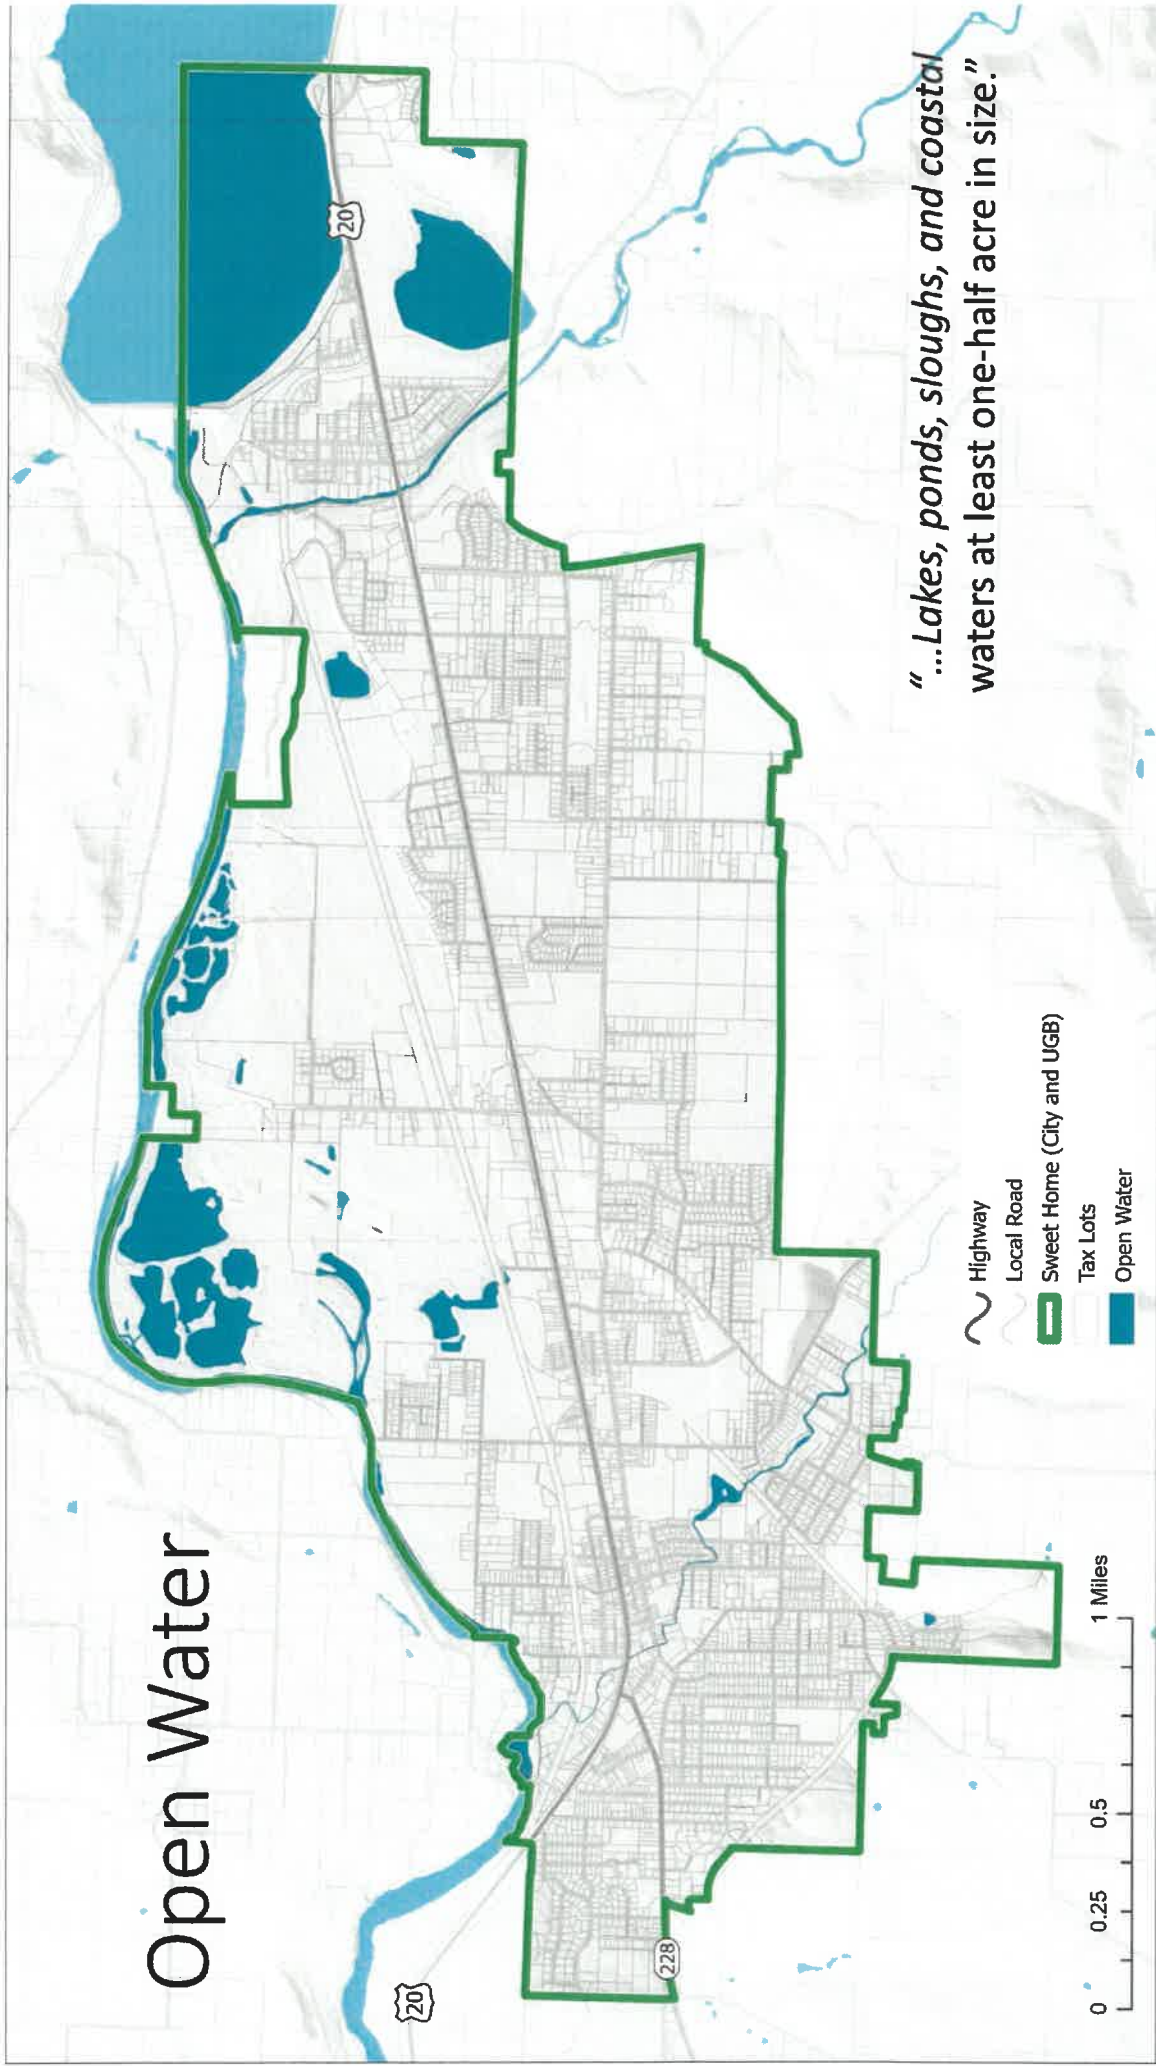 Open Water
20
20
228
"...Lakes, ponds, sloughs, and coastal
waters at least one-half acre in size."
Highway
Local Road
Sweet Home (City and UGB)
Tax Lots
Open Water
0 0.25 0.5 1 Miles